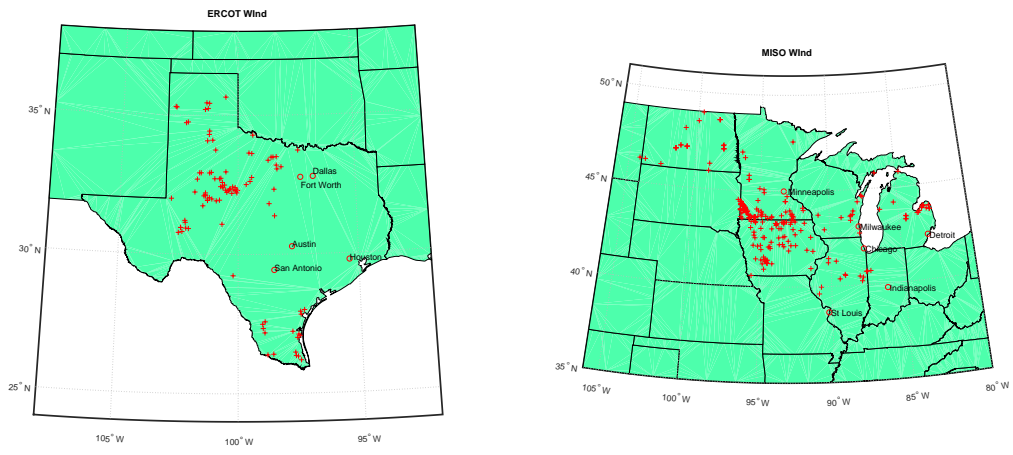 ERCOT WInd
35° N
30° N
25° N
105° W
100° W
95° W
Dallas
Fort Worth
Austin
Houston
San Antonio
MISO WInd
50° N
45° N
40° N
35° N
105° W
100° W
95° W
90° W
85° W
80° W
Minneapolis
Milwaukee
Detroit
Chicago
Indianapolis
St Louis